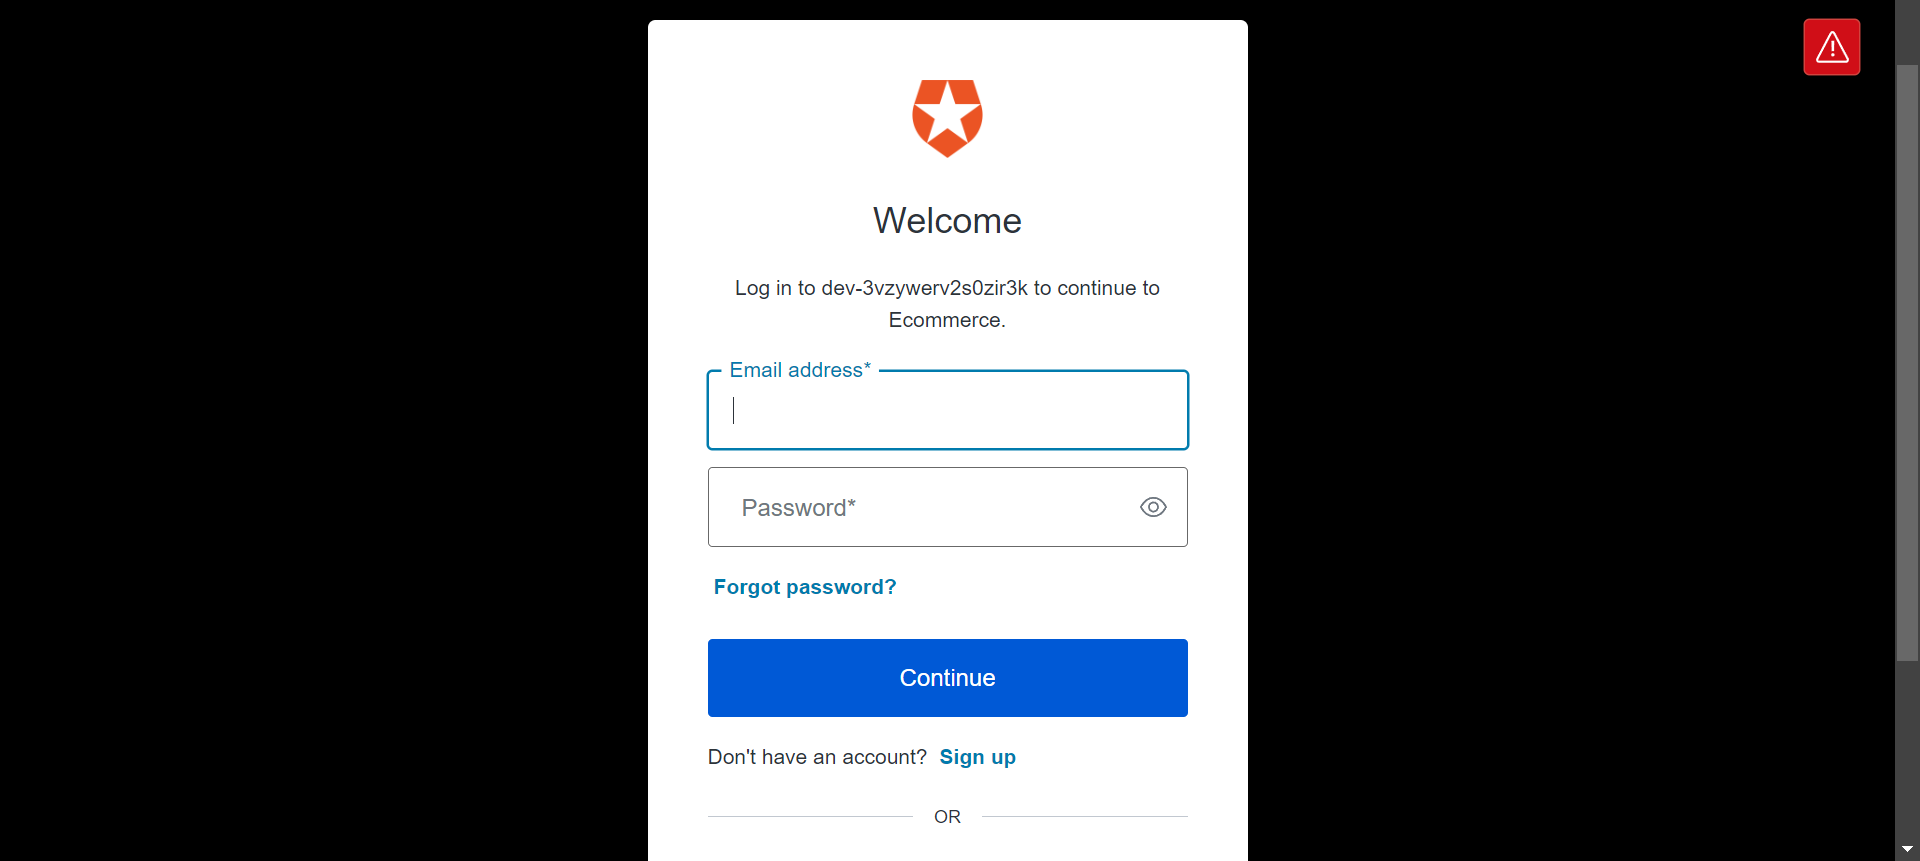 Welcome
Log in to dev-3vzywerv2s0zir3k to continue to
Ecommerce.
Email address*
Password*
Forgot password?
Continue
Don't have an account? Sign up
OR